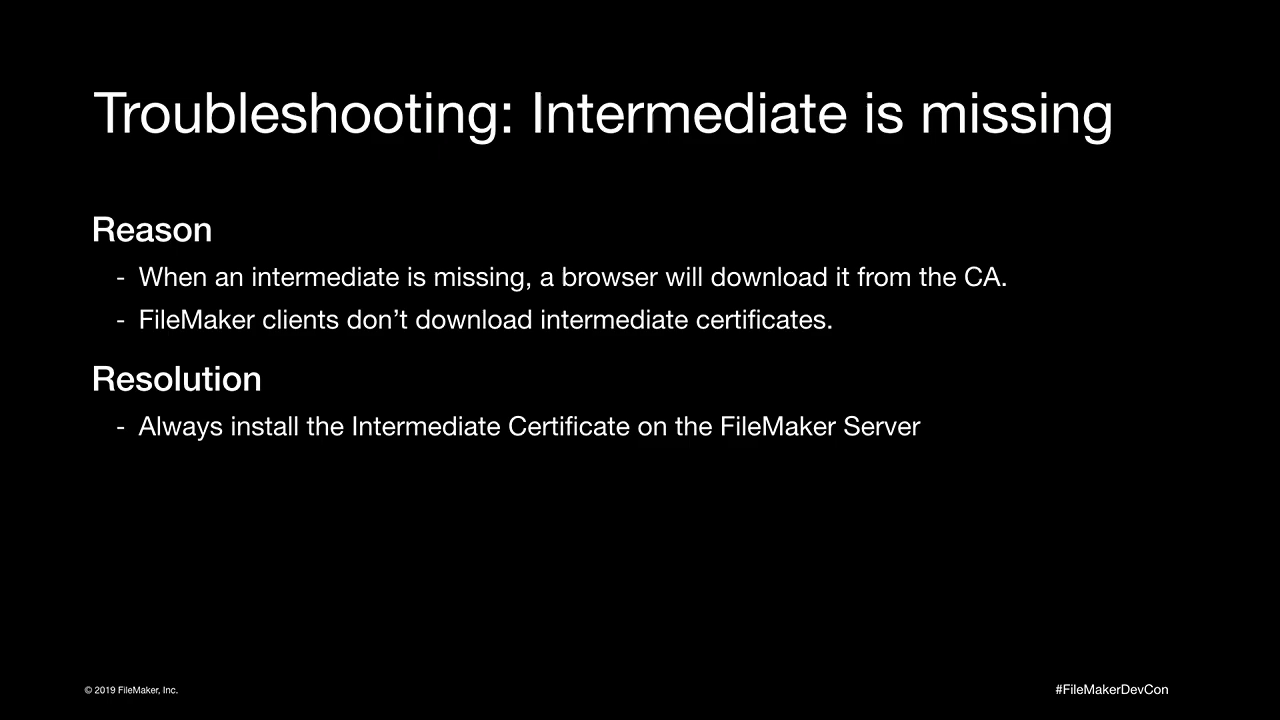 Troubleshooting: Intermediate is missing
Reason
- When an intermediate is missing, a browser will download it from the CA.
- FileMaker clients don’t download intermediate certificates.
Resolution
- Always install the Intermediate Certificate on the FileMaker Server
© 2019 FileMaker, Inc.
#FileMakerDevCon